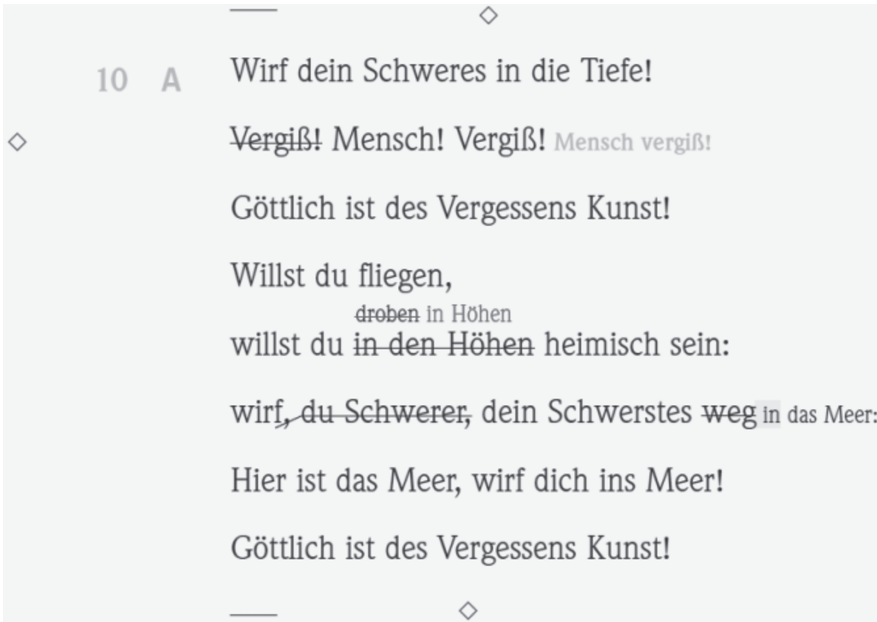 10 A Wirf dein Schweres in die Tiefe!
Vergiß! Mensch! Vergiß! Mensch vergiß!
Göttlich ist des Vergessens Kunst!
Willst du fliegen,
droben in Höhen
willst du in den Höhen heimisch sein:
wirf, du Schwerer, dein Schwerstes weg in das Meer:
Hier ist das Meer, wirf dich ins Meer!
Göttlich ist des Vergessens Kunst!